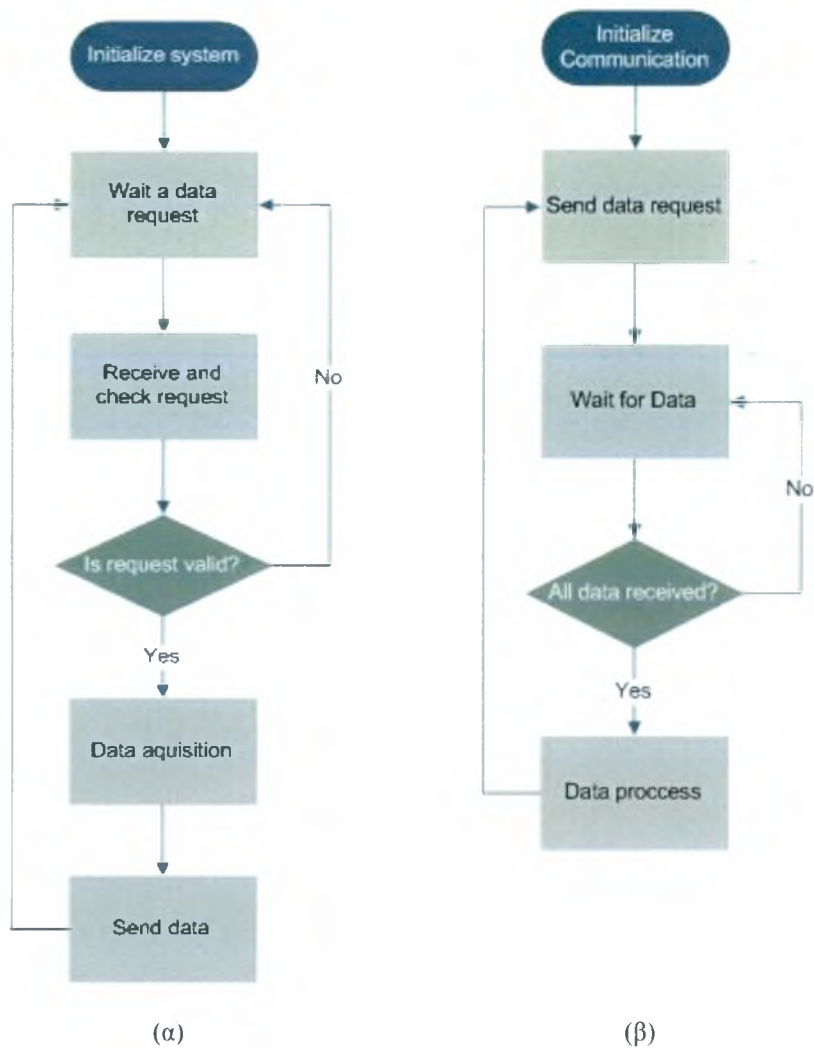 Initialize system
Wait a data
request
Receive and
check request
No
Is request valid?
Yes
Data aquisition
Send data
(α)
Initialize
Communication
Send data request
Wait for Data
No
All data received?
Yes
Data proccess
(β)